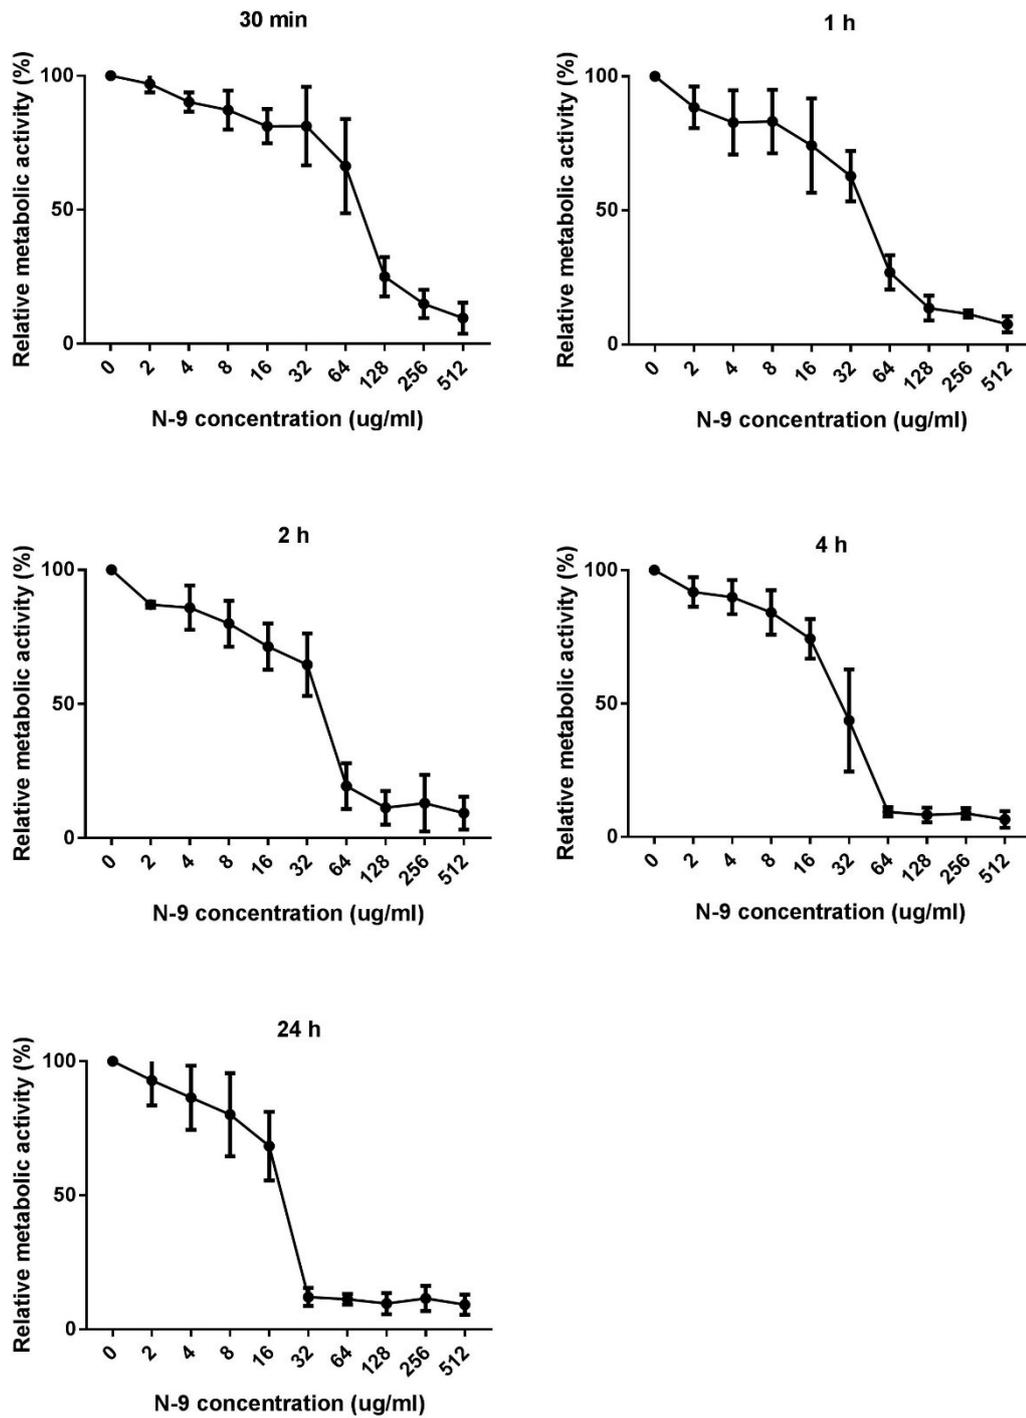 30 min
Relative metabolic activity (%)
100
50
0
0 2 4 8 16 32 64 128 256 512
N-9 concentration (ug/ml)
1 h
Relative metabolic activity (%)
100
50
0
0 2 4 8 16 32 64 128 256 512
N-9 concentration (ug/ml)
2 h
Relative metabolic activity (%)
100
50
0
0 2 4 8 16 32 64 128 256 512
N-9 concentration (ug/ml)
4 h
Relative metabolic activity (%)
100
50
0
0 2 4 8 16 32 64 128 256 512
N-9 concentration (ug/ml)
24 h
Relative metabolic activity (%)
100
50
0
0 2 4 8 16 32 64 128 256 512
N-9 concentration (ug/ml)